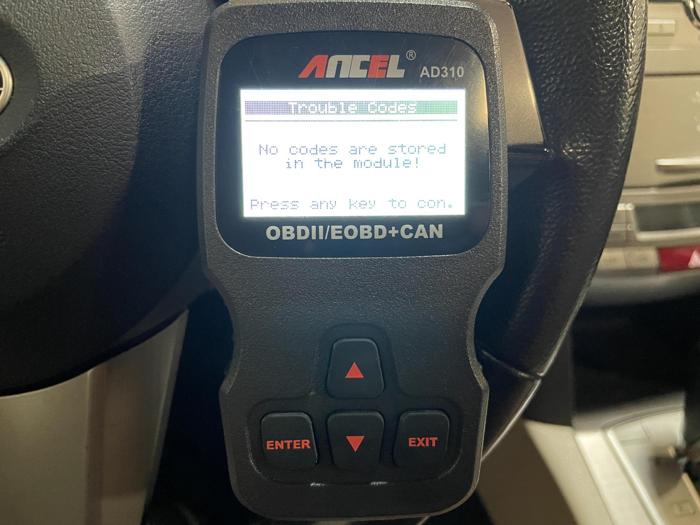 ANCEL® AD310
Trouble Codes
No codes are stored
in the module!
Press any key to con.
OBDII/EOBD+CAN
ENTER
EXIT